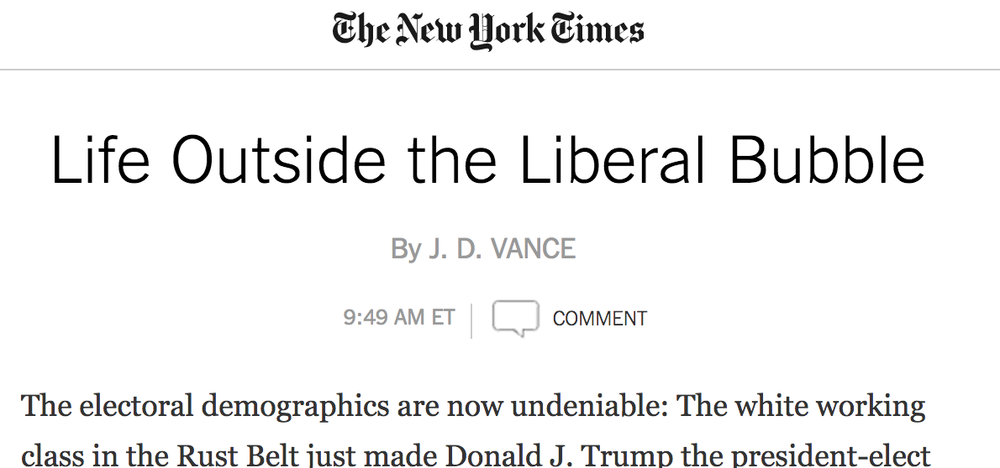 The New York Times
Life Outside the Liberal Bubble
By J. D. VANCE
9:49 AM ET
COMMENT
The electoral demographics are now undeniable: The white working
class in the Rust Belt just made Donald J. Trump the president-elect